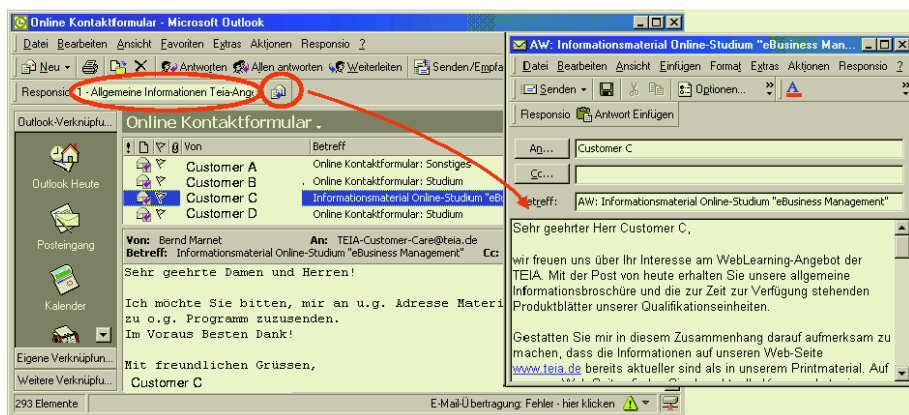 Online Kontaktformular - Microsoft Outlook
Datei Bearbeiten Ansicht Favoriten Extras Aktionen Responsio ?
Neu Antworten Allen antworten Weiterleiten Senden/Empfa
Responsio 1 - Allgemeine Informationen Teia-Ange
Outlook-Verknüpfu...
Outlook Heute
Posteingang
Kalender
Eigene Verknüpfun...
Weitere Verknüpfu...
Online Kontaktformular
Von Betreff
Customer A Online Kontaktformular: Sonstiges
Customer B Online Kontaktformular: Studium
Customer C Informationsmaterial Online-Studium "eBu
Customer D Online Kontaktformular: Studium
Von: Bernd Marnet An: TEIA-Customer-Care@teia.de
Betreff: Informationsmaterial Online-Studium "eBusiness Management" Cc:
Sehr geehrte Damen und Herren!
Ich möchte Sie bitten, mir an u.g. Adresse Materi
zu o.g. Programm zuzusenden.
Im Voraus Besten Dank!
Mit freundlichen Grüssen,
Customer C
293 Elemente E-Mail-Übertragung: Fehler - hier klicken
AW: Informationsmaterial Online-Studium "eBusiness Man...
Datei Bearbeiten Ansicht Einfügen Format Extras Aktionen Responsio ?
Senden Optionen... A
Responsio Antwort Einfügen
An... Customer C
Cc...
Betreff: AW: Informationsmaterial Online-Studium "eBusiness Management"
Sehr geehrter Herr Customer C,
wir freuen uns über Ihr Interesse am WebLearning-Angebot der
TEIA. Mit der Post von heute erhalten Sie unsere allgemeine
Informationsbroschüre und die zur Zeit zur Verfügung stehenden
Produktblätter unserer Qualifikationseinheiten.
Gestatten Sie mir in diesem Zusammenhang darauf aufmerksam zu
machen, dass die Informationen auf unseren Web-Seite
www.teia.de bereits aktueller sind als in unserem Printmaterial. Auf